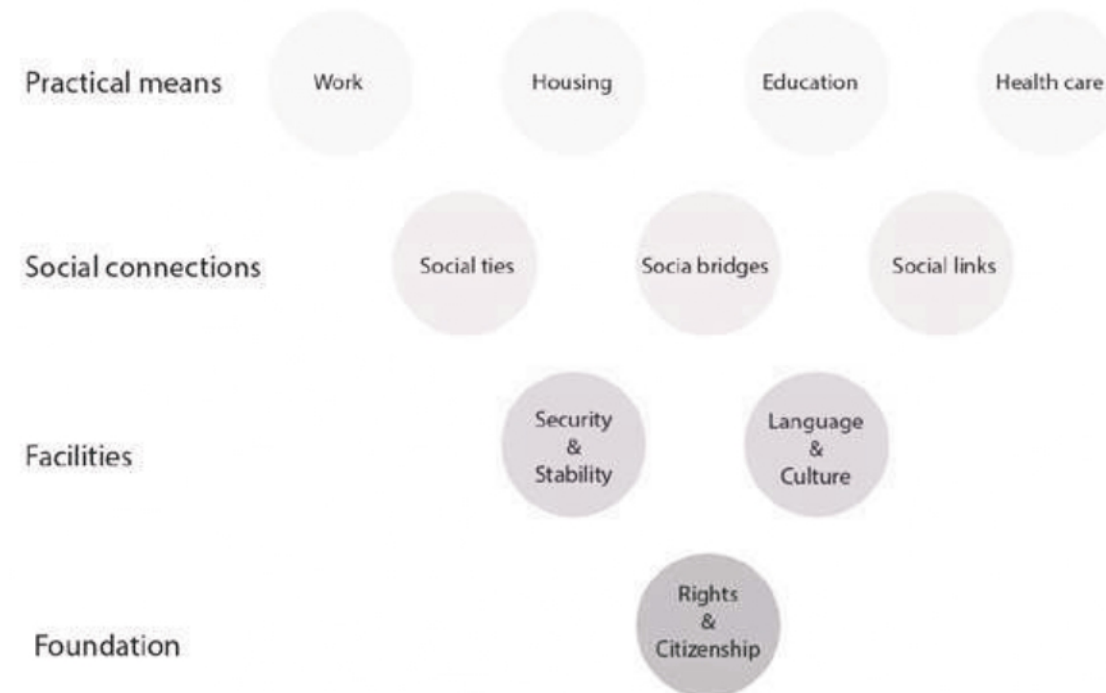 Practical means
Work
Housing
Education
Health care
Social connections
Social ties
Socia bridges
Social links
Facilities
Security
&
Stability
Language
&
Culture
Foundation
Rights
&
Citizenship